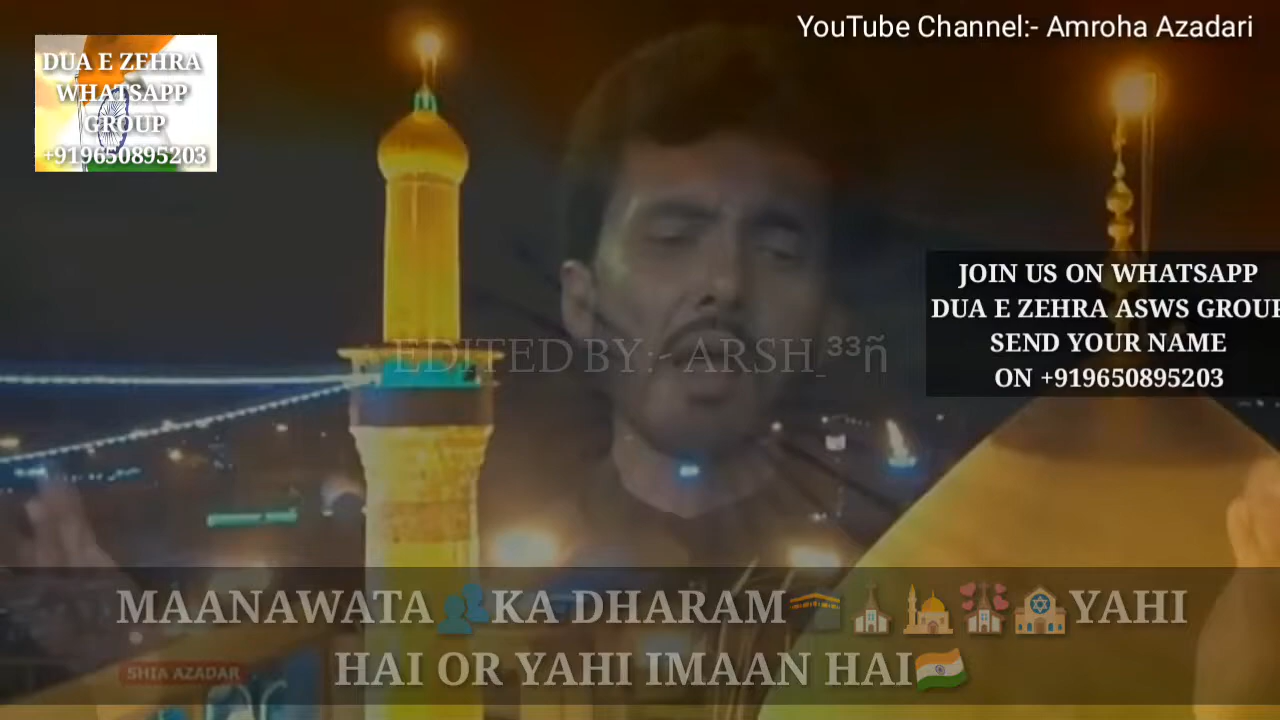 YouTube Channel:- Amroha Azadari
DUA E ZEHRA
WHATSAPP
GROUP
+919650895203
JOIN US ON WHATSAPP
DUA E ZEHRA ASWS GROUP
SEND YOUR NAME
ON +919650895203
EDITED BY:- ARSH_³³ñ
MAANAWATA👥KA DHARAM🕋⛪🕌💒🕍YAHI
HAI OR YAHI IMAAN HAI🇮🇳
SHIA AZADAR